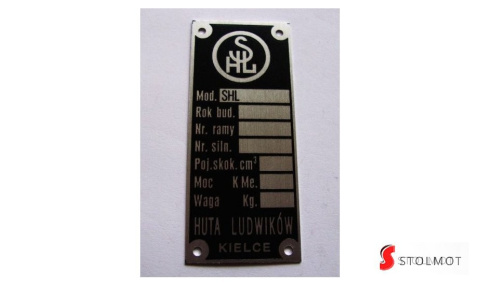 SHL
Mod. SHL
Rok bud.
Nr. ramy
Nr. siln.
Poj.skok.cm³
Moc K Me.
Waga Kg.
HUTA LUDWIKÓW
KIELCE
STOLMOT